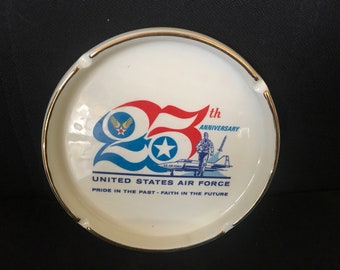 25th
ANNIVERSARY
UNITED STATES AIR FORCE
PRIDE IN THE PAST - FAITH IN THE FUTURE